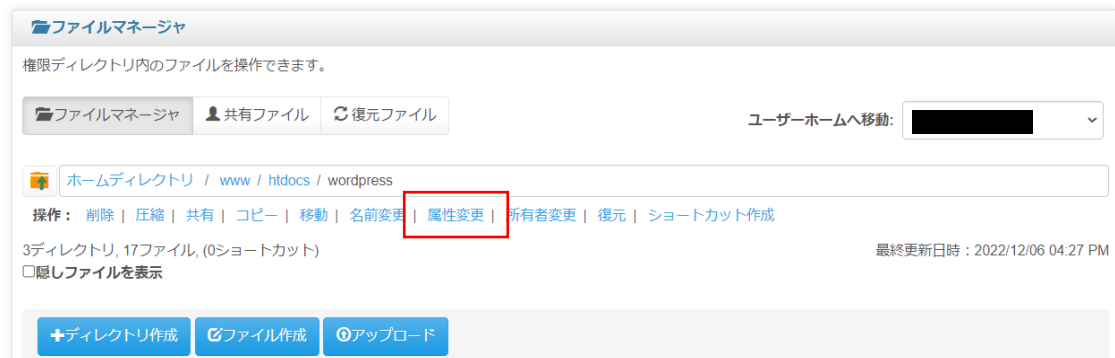 ファイルマネージャ
権限ディレクトリ内のファイルを操作できます。
ファイルマネージャ 共有ファイル 復元ファイル
ユーザーホームへ移動:
ホームディレクトリ / www / htdocs / wordpress
操作： 削除 | 圧縮 | 共有 | コピー | 移動 | 名前変更 | 属性変更 | 所有者変更 | 復元 | ショートカット作成
3ディレクトリ, 17ファイル, (0ショートカット) 最終更新日時：2022/12/06 04:27 PM
隠しファイルを表示
ディレクトリ作成 ファイル作成 アップロード